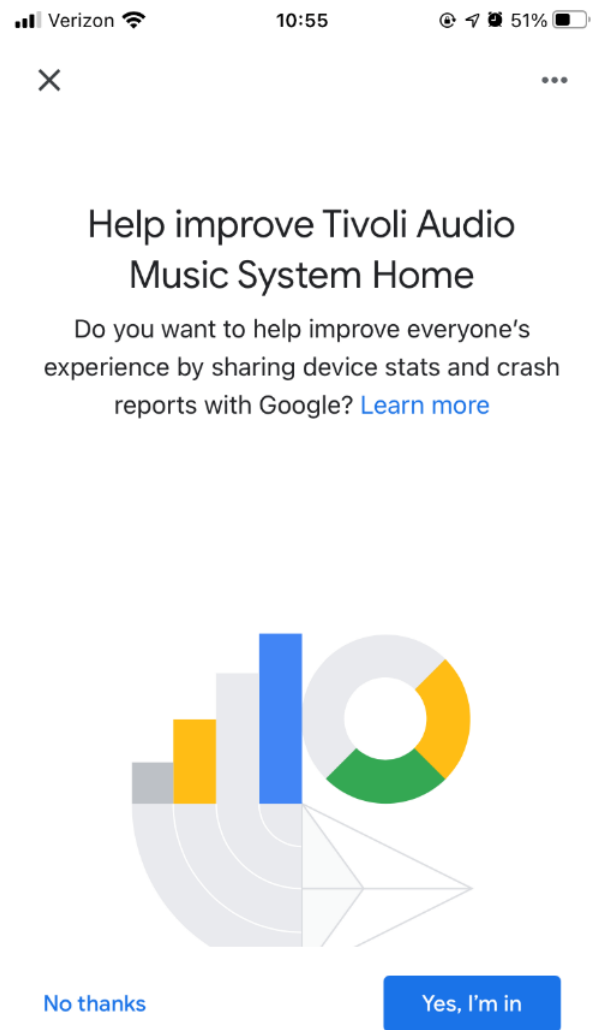 Verizon 10:55 51%
Help improve Tivoli Audio
Music System Home
Do you want to help improve everyone's
experience by sharing device stats and crash
reports with Google? Learn more
No thanks Yes, I'm in